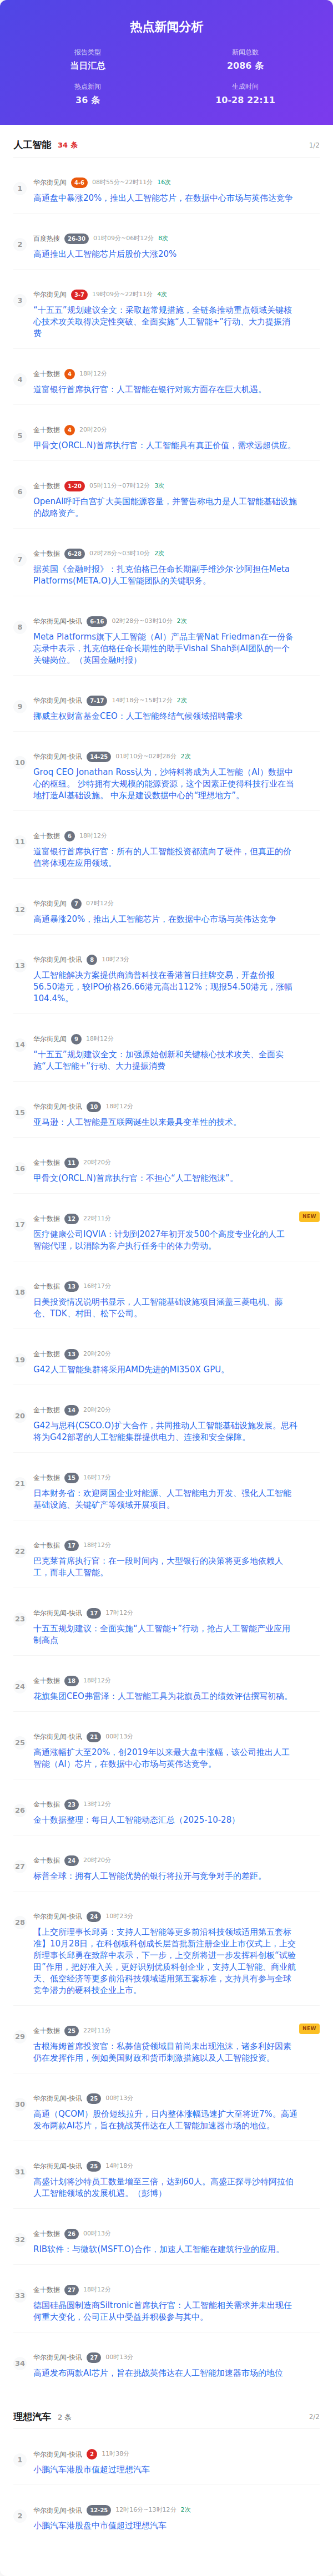 热点新闻分析
报告类型
新闻总数
当日汇总
2086 条
热点新闻
生成时间
36 条
10-28 22:11
人工智能 34 条 1/2
1
华尔街见闻 4-6 08时55分~22时11分 16次
高通盘中暴涨20%，推出人工智能芯片，在数据中心市场与英伟达竞争
2
百度热搜 26-30 01时09分~06时12分 8次
高通推出人工智能芯片后股价大涨20%
3
华尔街见闻 3-7 19时09分~22时11分 4次
“十五五”规划建议全文：采取超常规措施，全链条推动重点领域关键核
心技术攻关取得决定性突破、全面实施“人工智能+”行动、大力提振消
费
4
金十数据 4 18时12分
道富银行首席执行官：人工智能在银行对账方面存在巨大机遇。
5
金十数据 4 20时20分
甲骨文(ORCL.N)首席执行官：人工智能具有真正价值，需求远超供应。
6
金十数据 1-20 05时11分~07时12分 3次
OpenAI呼吁白宫扩大美国能源容量，并警告称电力是人工智能基础设施
的战略资产。
7
金十数据 6-28 02时28分~03时10分 2次
据英国《金融时报》：扎克伯格已任命长期副手维沙尔·沙阿担任Meta
Platforms(META.O)人工智能团队的关键职务。
8
华尔街见闻-快讯 6-16 02时28分~03时10分 2次
Meta Platforms旗下人工智能（AI）产品主管Nat Friedman在一份备
忘录中表示，扎克伯格任命长期性的助手Vishal Shah到AI团队的一个
关键岗位。（英国金融时报）
9
华尔街见闻-快讯 7-17 14时18分~15时12分 2次
挪威主权财富基金CEO：人工智能终结气候领域招聘需求
10
华尔街见闻-快讯 14-25 01时10分~02时28分 2次
Groq CEO Jonathan Ross认为，沙特料将成为人工智能（AI）数据中
心的枢纽。 沙特拥有大规模的能源资源，这个因素正使得科技行业在当
地打造AI基础设施。 中东是建设数据中心的“理想地方”。
11
金十数据 6 18时12分
道富银行首席执行官：所有的人工智能投资都流向了硬件，但真正的价
值将体现在应用领域。
12
华尔街见闻 7 07时12分
高通暴涨20%，推出人工智能芯片，在数据中心市场与英伟达竞争
13
华尔街见闻-快讯 8 10时23分
人工智能解决方案提供商滴普科技在香港首日挂牌交易，开盘价报
56.50港元，较IPO价格26.66港元高出112%；现报54.50港元，涨幅
104.4%。
14
华尔街见闻 9 18时12分
“十五五”规划建议全文：加强原始创新和关键核心技术攻关、全面实
施“人工智能+”行动、大力提振消费
15
华尔街见闻-快讯 10 18时12分
亚马逊：人工智能是互联网诞生以来最具变革性的技术。
16
金十数据 11 20时20分
甲骨文(ORCL.N)首席执行官：不担心“人工智能泡沫”。
17
金十数据 12 22时11分 NEW
医疗健康公司IQVIA：计划到2027年初开发500个高度专业化的人工
智能代理，以消除为客户执行任务中的体力劳动。
18
金十数据 13 16时17分
日美投资情况说明书显示，人工智能基础设施项目涵盖三菱电机、藤
仓、TDK、村田、松下公司。
19
金十数据 13 20时20分
G42人工智能集群将采用AMD先进的MI350X GPU。
20
金十数据 14 20时20分
G42与思科(CSCO.O)扩大合作，共同推动人工智能基础设施发展。思科
将为G42部署的人工智能集群提供电力、连接和安全保障。
21
金十数据 15 16时17分
日本财务省：欢迎两国企业对能源、人工智能电力开发、强化人工智能
基础设施、关键矿产等领域开展项目。
22
金十数据 17 18时12分
巴克莱首席执行官：在一段时间内，大型银行的决策将更多地依赖人
工，而非人工智能。
23
华尔街见闻-快讯 17 17时12分
十五五规划建议：全面实施“人工智能+”行动，抢占人工智能产业应用
制高点
24
金十数据 18 18时12分
花旗集团CEO弗雷泽：人工智能工具为花旗员工的绩效评估撰写初稿。
25
华尔街见闻-快讯 21 00时13分
高通涨幅扩大至20%，创2019年以来最大盘中涨幅，该公司推出人工
智能（AI）芯片，在数据中心市场与英伟达竞争。
26
金十数据 23 13时12分
金十数据整理：每日人工智能动态汇总（2025-10-28）
27
金十数据 24 20时20分
标普全球：拥有人工智能优势的银行将拉开与竞争对手的差距。
28
华尔街见闻-快讯 24 10时23分
【上交所理事长邱勇：支持人工智能等更多前沿科技领域适用第五套标
准】10月28日，在科创板科创成长层首批新注册企业上市仪式上，上交
所理事长邱勇在致辞中表示，下一步，上交所将进一步发挥科创板“试验
田”作用，把好准入关，更好识别优质科创企业，支持人工智能、商业航
天、低空经济等更多前沿科技领域适用第五套标准，支持具有参与全球
竞争潜力的硬科技企业上市。
29
金十数据 25 22时11分 NEW
古根海姆首席投资官：私募信贷领域目前尚未出现泡沫，诸多利好因素
仍在发挥作用，例如美国财政和货币刺激措施以及人工智能投资。
30
华尔街见闻-快讯 25 00时13分
高通（QCOM）股价短线拉升，日内整体涨幅迅速扩大至将近7%。高通
发布两款AI芯片，旨在挑战英伟达在人工智能加速器市场的地位。
31
华尔街见闻-快讯 25 14时18分
高盛计划将沙特员工数量增至三倍，达到60人。高盛正探寻沙特阿拉伯
人工智能领域的发展机遇。（彭博）
32
金十数据 26 00时13分
RIB软件：与微软(MSFT.O)合作，加速人工智能在建筑行业的应用。
33
金十数据 27 18时12分
德国硅晶圆制造商Siltronic首席执行官：人工智能相关需求并未出现任
何重大变化，公司正从中受益并积极参与其中。
34
华尔街见闻-快讯 27 00时13分
高通发布两款AI芯片，旨在挑战英伟达在人工智能加速器市场的地位
理想汽车 2 条 2/2
1
华尔街见闻-快讯 2 11时38分
小鹏汽车港股市值超过理想汽车
2
华尔街见闻-快讯 12-25 12时16分~13时12分 2次
小鹏汽车港股盘中市值超过理想汽车